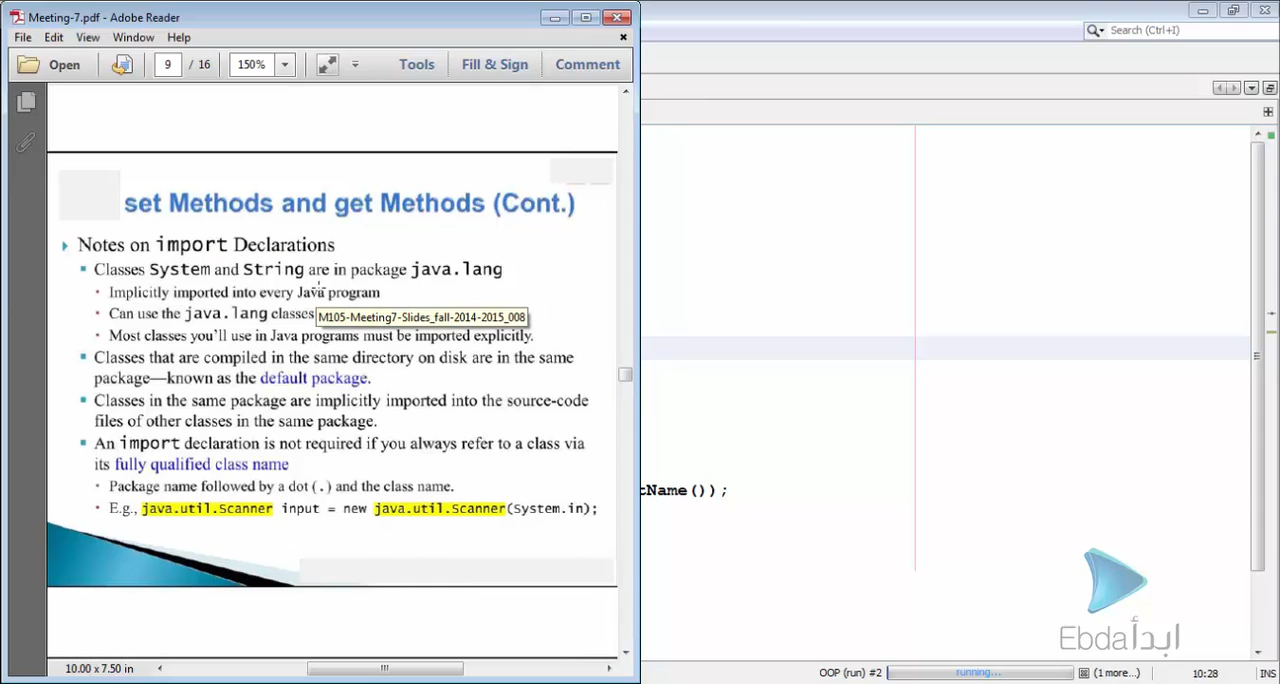 Meeting-7.pdf - Adobe Reader
File Edit View Window Help
Open 9 / 16 150% Tools Fill & Sign Comment
Search (Ctrl+I)
set Methods and get Methods (Cont.)
Notes on import Declarations
Classes System and String are in package java.lang
Implicitly imported into every Java program
Can use the java.lang classes
M105-Meeting7-Slides_fall-2014-2015_008
Most classes you'll use in Java programs must be imported explicitly.
Classes that are compiled in the same directory on disk are in the same
package—known as the default package.
Classes in the same package are implicitly imported into the source-code
files of other classes in the same package.
An import declaration is not required if you always refer to a class via
its fully qualified class name
Package name followed by a dot (.) and the class name.
E.g., java.util.Scanner input = new java.util.Scanner(System.in);
tName());
Ebda ابدأ
10.00 x 7.50 in
OOP (run) #2 running... (1 more...) 10:28 INS